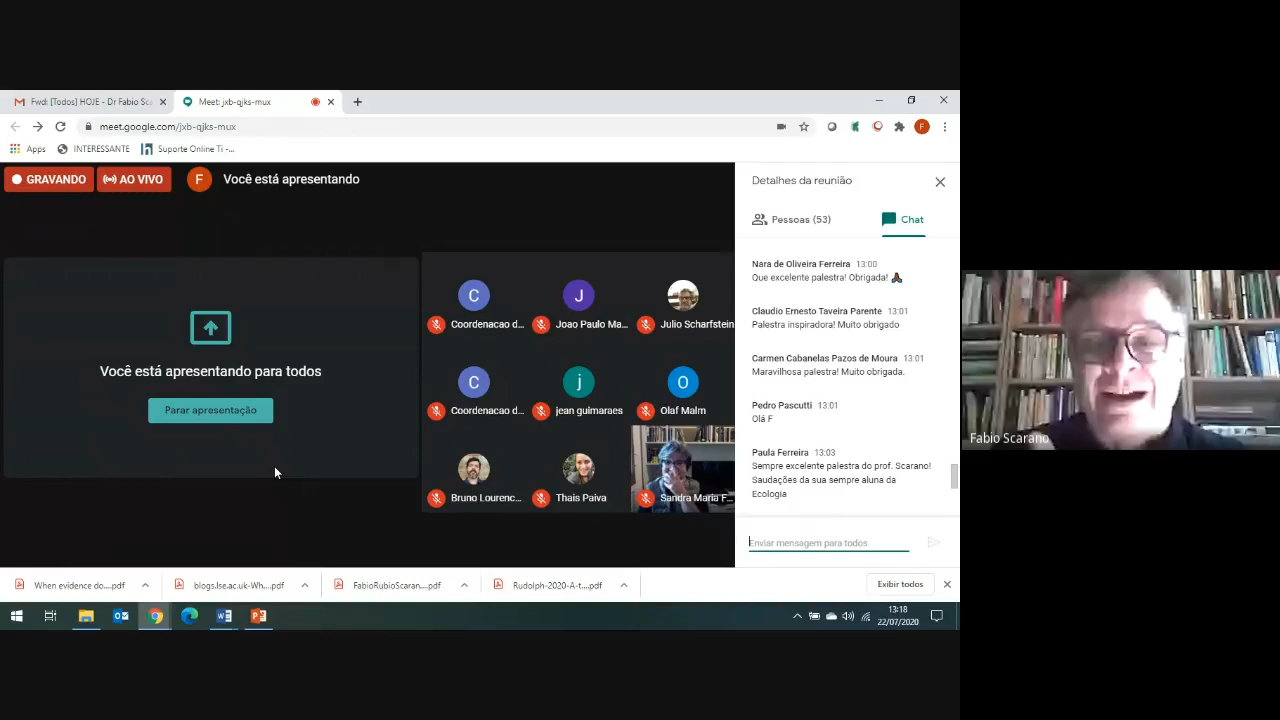 Fwd: [Todos] HOJE - Dr Fabio Sc
Meet: jxb-qjks-mux
meet.google.com/jxb-qjks-mux
Apps
INTERESSANTE
Suporte Online Ti -...
GRAVANDO
AO VIVO
F
Você está apresentando
Detalhes da reunião
Pessoas (53)
Chat
Você está apresentando para todos
Parar apresentação
C
Coordenacao d...
J
Joao Paulo Ma...
Julio Scharfstein
C
Coordenacao d...
j
jean guimaraes
O
Olaf Malm
Bruno Lourenc...
Thais Paiva
Sandra Maria F...
Nara de Oliveira Ferreira 13:00
Que excelente palestra! Obrigada!
Claudio Ernesto Taveira Parente 13:01
Palestra inspiradora! Muito obrigado
Carmen Cabanelas Pazos de Moura 13:01
Maravilhosa palestra! Muito obrigada.
Pedro Pascutti 13:01
Olá F
Paula Ferreira 13:03
Sempre excelente palestra do prof. Scarano!
Saudações da sua sempre aluna da
Ecologia
Enviar mensagem para todos
Fabio Scarano
When evidence do....pdf
blogs.lse.ac.uk-Wh....pdf
FabioRubioScaran....pdf
Rudolph-2020-A-t....pdf
Exibir todos
13:18
22/07/2020